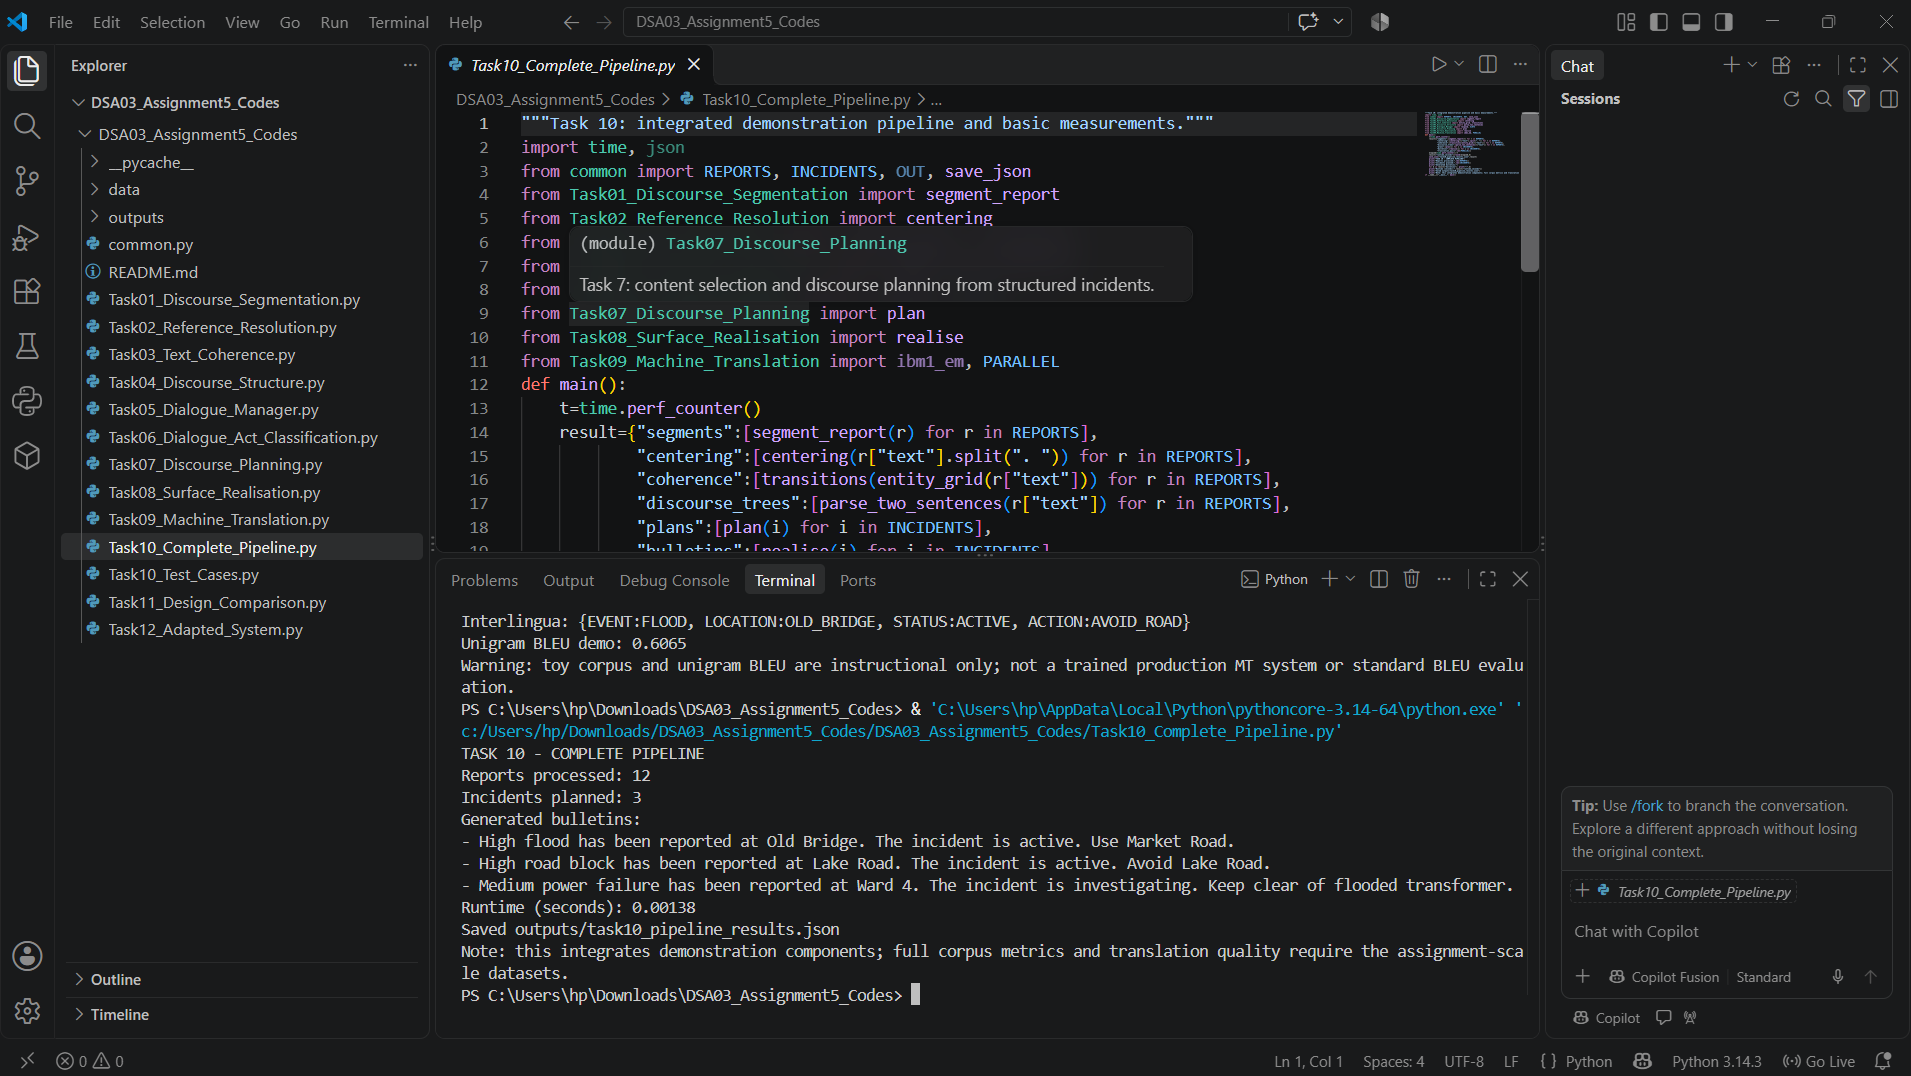 File Edit Selection View Go Run Terminal Help
DSA03_Assignment5_Codes
Explorer
DSA03_Assignment5_Codes
DSA03_Assignment5_Codes
__pycache__
data
outputs
common.py
README.md
Task01_Discourse_Segmentation.py
Task02_Reference_Resolution.py
Task03_Text_Coherence.py
Task04_Discourse_Structure.py
Task05_Dialogue_Manager.py
Task06_Dialogue_Act_Classification.py
Task07_Discourse_Planning.py
Task08_Surface_Realisation.py
Task09_Machine_Translation.py
Task10_Complete_Pipeline.py
Task10_Test_Cases.py
Task11_Design_Comparison.py
Task12_Adapted_System.py
Outline
Timeline
Task10_Complete_Pipeline.py
DSA03_Assignment5_Codes > Task10_Complete_Pipeline.py > ...
1 """Task 10: integrated demonstration pipeline and basic measurements."""
2 import time, json
3 from common import REPORTS, INCIDENTS, OUT, save_json
4 from Task01_Discourse_Segmentation import segment_report
5 from Task02_Reference_Resolution import centering
6 from
(module) Task07_Discourse_Planning
7 from
8 from
Task 7: content selection and discourse planning from structured incidents.
9 from Task07_Discourse_Planning import plan
10 from Task08_Surface_Realisation import realise
11 from Task09_Machine_Translation import ibm1_em, PARALLEL
12 def main():
13 t=time.perf_counter()
14 result={"segments":[segment_report(r) for r in REPORTS],
15 "centering":[centering(r["text"].split(". ")) for r in REPORTS],
16 "coherence":[transitions(entity_grid(r["text"])) for r in REPORTS],
17 "discourse_trees":[parse_two_sentences(r["text"]) for r in REPORTS],
18 "plans":[plan(i) for i in INCIDENTS],
19 "bulletins":[realise(i) for i in INCIDENTS]
Problems Output Debug Console Terminal Ports
Python
Interlingua: {EVENT:FLOOD, LOCATION:OLD_BRIDGE, STATUS:ACTIVE, ACTION:AVOID_ROAD}
Unigram BLEU demo: 0.6065
Warning: toy corpus and unigram BLEU are instructional only; not a trained production MT system or standard BLEU evalu
ation.
PS C:\Users\hp\Downloads\DSA03_Assignment5_Codes> & 'C:\Users\hp\AppData\Local\Python\pythoncore-3.14-64\python.exe' '
c:/Users/hp/Downloads/DSA03_Assignment5_Codes/DSA03_Assignment5_Codes/Task10_Complete_Pipeline.py'
TASK 10 - COMPLETE PIPELINE
Reports processed: 12
Incidents planned: 3
Generated bulletins:
- High flood has been reported at Old Bridge. The incident is active. Use Market Road.
- High road block has been reported at Lake Road. The incident is active. Avoid Lake Road.
- Medium power failure has been reported at Ward 4. The incident is investigating. Keep clear of flooded transformer.
Runtime (seconds): 0.00138
Saved outputs/task10_pipeline_results.json
Note: this integrates demonstration components; full corpus metrics and translation quality require the assignment-sca
le datasets.
PS C:\Users\hp\Downloads\DSA03_Assignment5_Codes>
Chat
Sessions
Tip: Use /fork to branch the conversation.
Explore a different approach without losing
the original context.
Task10_Complete_Pipeline.py
Chat with Copilot
Copilot Fusion Standard
Copilot
0 0
Ln 1, Col 1 Spaces: 4 UTF-8 LF { } Python Python 3.14.3 Go Live